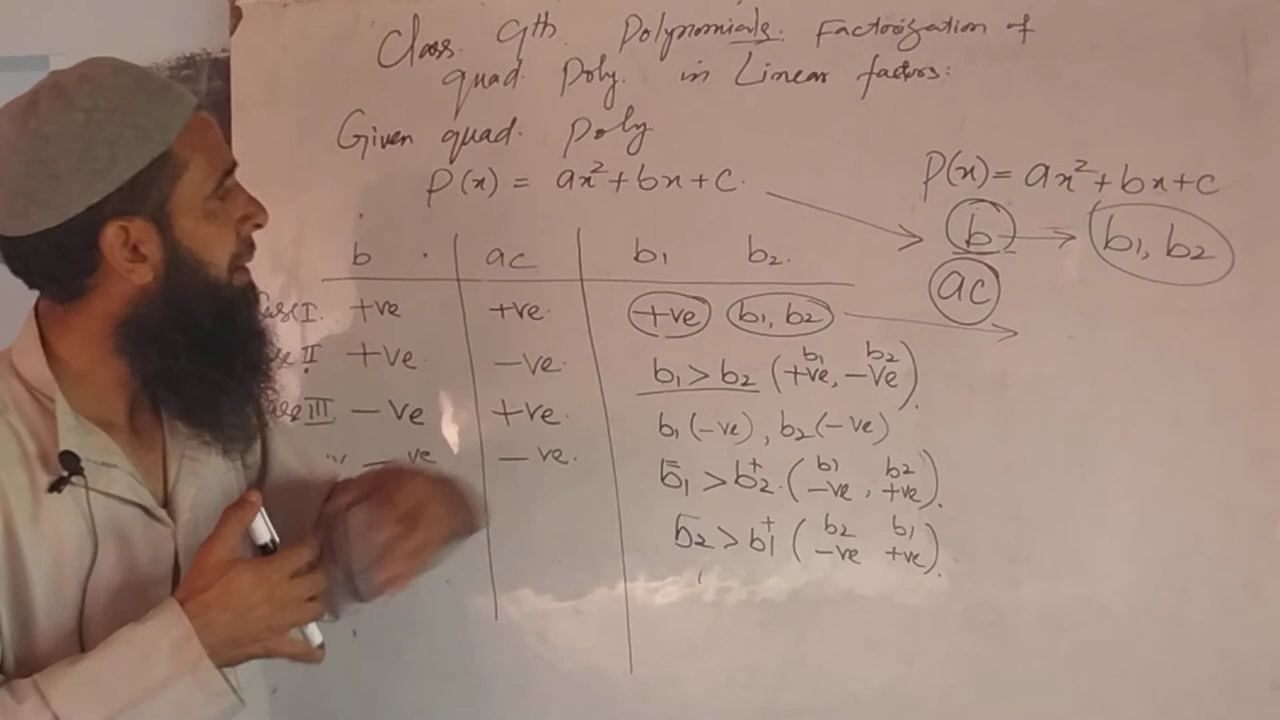 Class. 9th. Polynomials. Factorization of
quad. Poly. in Linear factors:
Given quad. Poly
P(x) = ax²+bx+c.
P(x) = ax²+bx+c
b → b₁, b₂
ac
b . ac b₁ b₂.
Case I. +ve +ve. +ve b₁, b₂
II +ve. -ve. b₁ > b₂ (b₁ +ve, b₂ -ve).
Case III. -ve +ve. b₁(-ve), b₂(-ve)
-ve -ve. b₁⁻ > b₂⁺. (b₁ -ve, b₂ +ve).
b₂⁻ > b₁⁺ (b₂ -ve b₁ +ve).